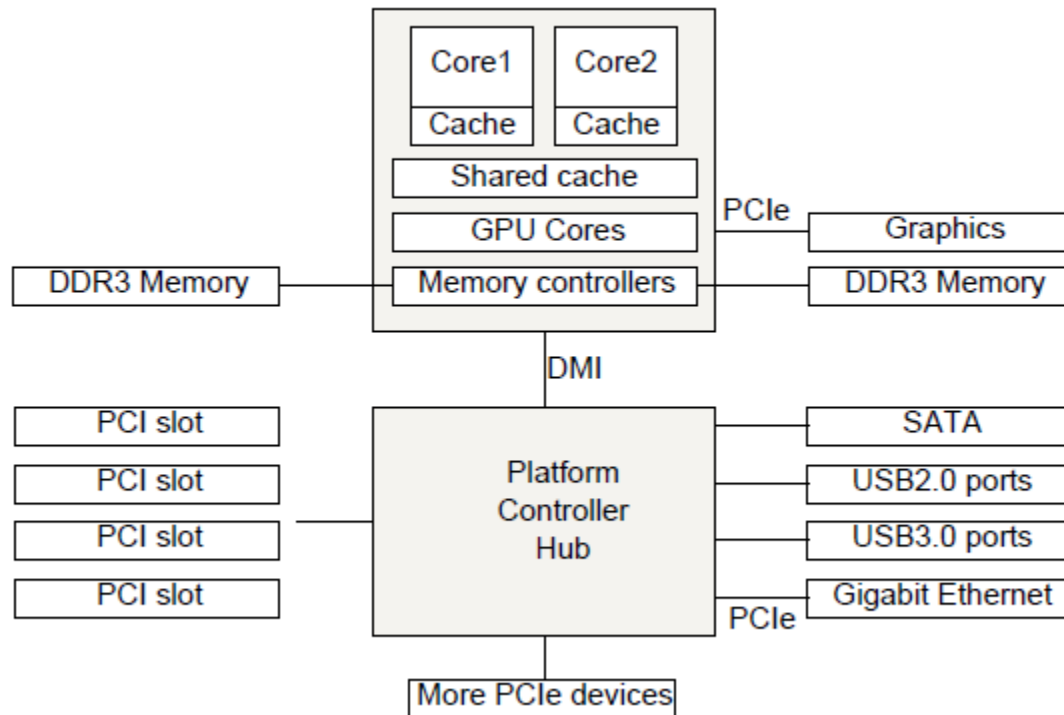 Core1
Core2
Cache
Cache
Shared cache
PCIe
GPU Cores
Graphics
DDR3 Memory
Memory controllers
DDR3 Memory
DMI
PCI slot
SATA
PCI slot
Platform
Controller
Hub
USB2.0 ports
PCI slot
USB3.0 ports
PCI slot
Gigabit Ethernet
PCIe
More PCIe devices